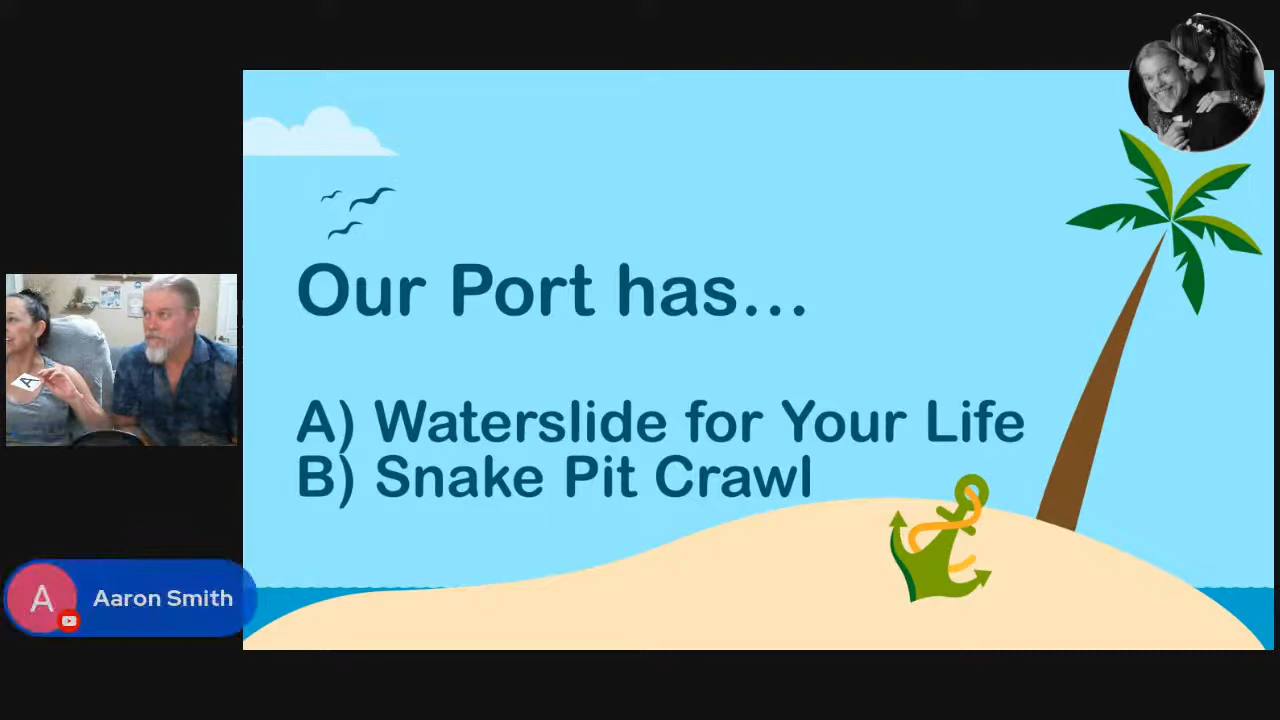 Our Port has...
A) Waterslide for Your Life
B) Snake Pit Crawl
A
A Aaron Smith